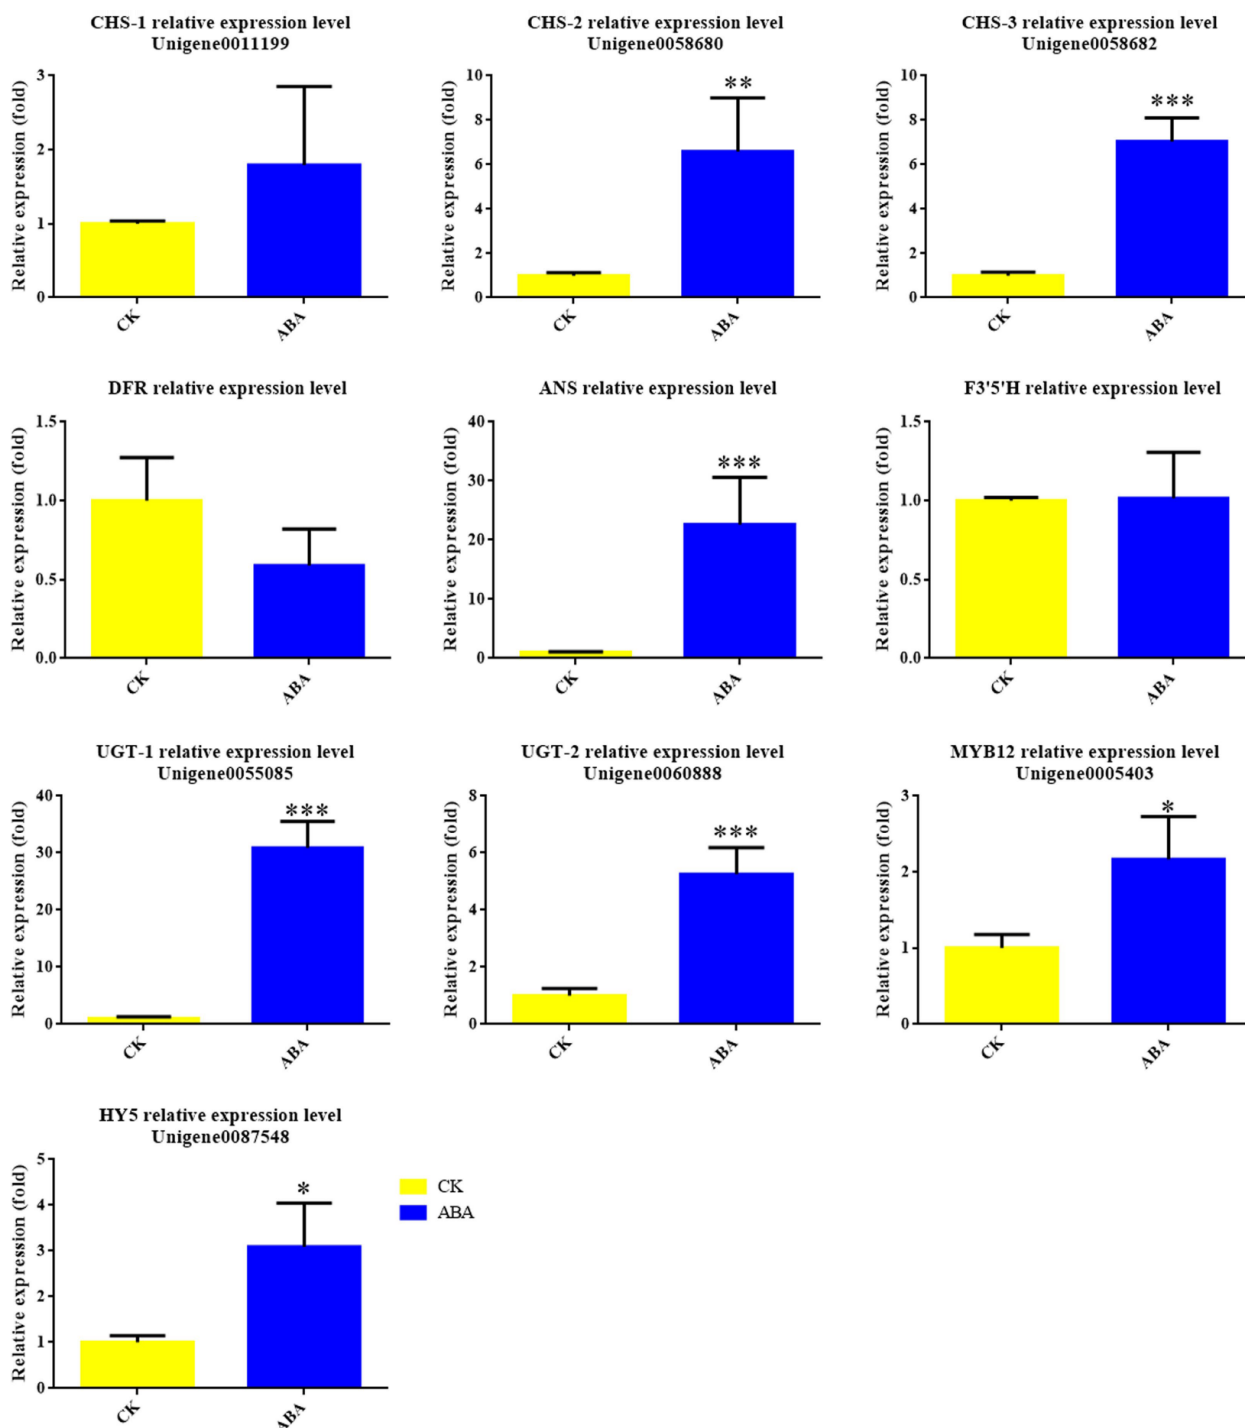 CHS-1 relative expression level
Unigene0011199
Relative expression (fold)
3
2
1
0
CK
ABA
CHS-2 relative expression level
Unigene0058680
Relative expression (fold)
10
8
6
4
2
0
**
CK
ABA
CHS-3 relative expression level
Unigene0058682
Relative expression (fold)
10
8
6
4
2
0
***
CK
ABA
DFR relative expression level
Relative expression (fold)
1.5
1.0
0.5
0.0
CK
ABA
ANS relative expression level
Relative expression (fold)
40
30
20
10
0
***
CK
ABA
F3'5'H relative expression level
Relative expression (fold)
1.5
1.0
0.5
0.0
CK
ABA
UGT-1 relative expression level
Unigene0055085
Relative expression (fold)
40
30
20
10
0
***
CK
ABA
UGT-2 relative expression level
Unigene0060888
Relative expression (fold)
8
6
4
2
0
***
CK
ABA
MYB12 relative expression level
Unigene0005403
Relative expression (fold)
3
2
1
0
*
CK
ABA
HY5 relative expression level
Unigene0087548
Relative expression (fold)
5
4
3
2
1
0
*
CK
ABA
CK
ABA